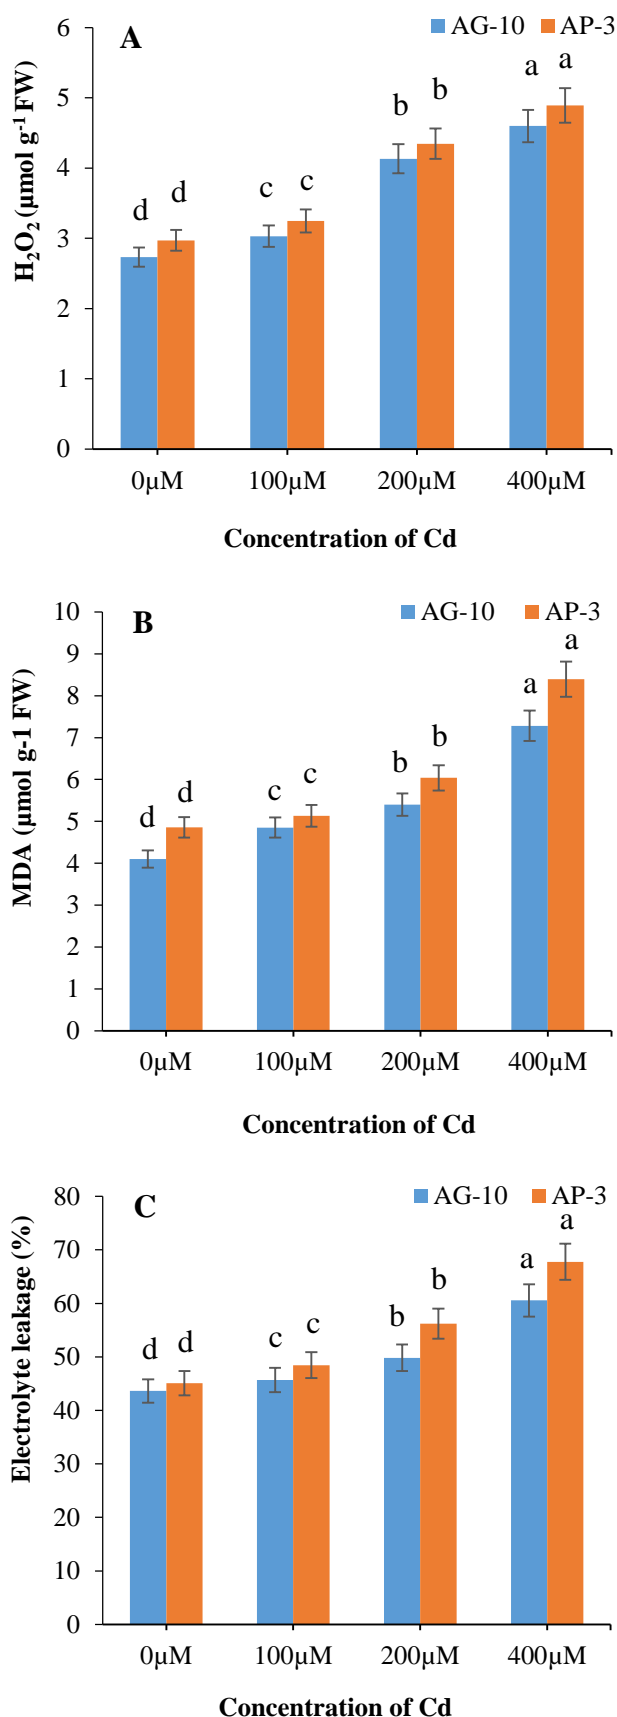 A
AG-10 AP-3
H₂O₂ (µmol g⁻¹ FW)
6
5
4
3
2
1
0
d d c c b b a a
0µM 100µM 200µM 400µM
Concentration of Cd
B
AG-10 AP-3
MDA (µmol g-1 FW)
10
9
8
7
6
5
4
3
2
1
0
d d c c b b a a
0µM 100µM 200µM 400µM
Concentration of Cd
C
AG-10 AP-3
Electrolyte leakage (%)
80
70
60
50
40
30
20
10
0
d d c c b b a a
0µM 100µM 200µM 400µM
Concentration of Cd